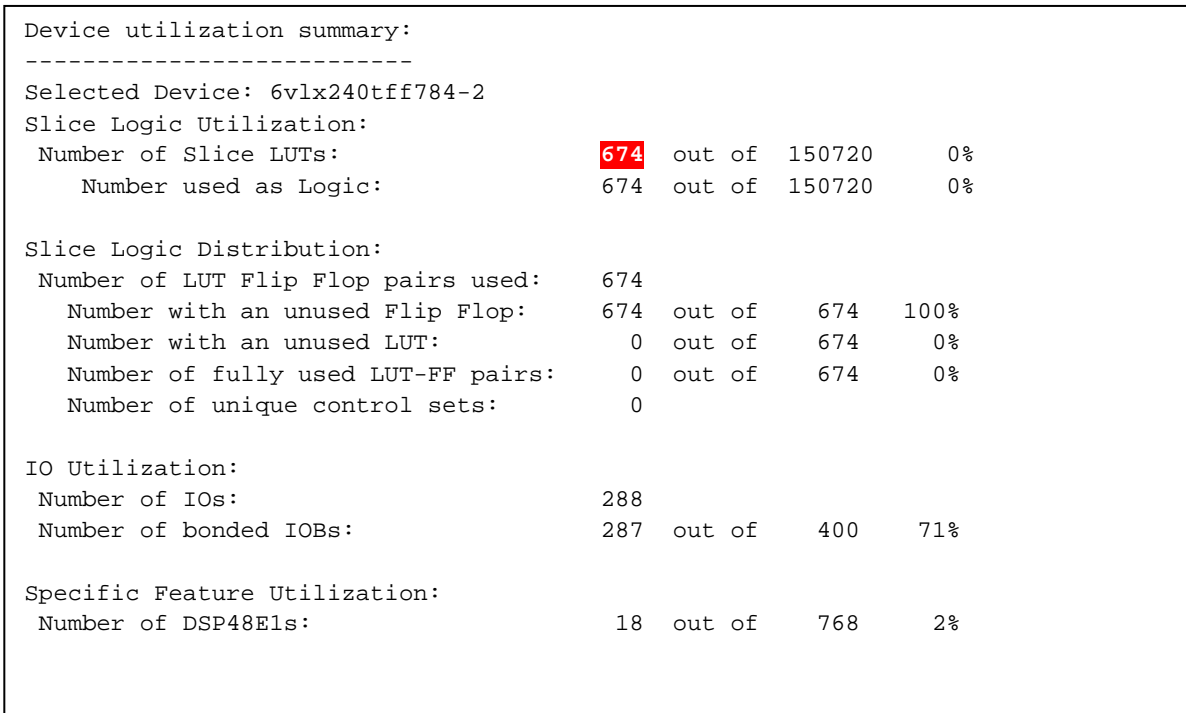 Device utilization summary:
---------------------------
Selected Device: 6vlx240tff784-2
Slice Logic Utilization:
Number of Slice LUTs: 674 out of 150720 0%
Number used as Logic: 674 out of 150720 0%
Slice Logic Distribution:
Number of LUT Flip Flop pairs used: 674
Number with an unused Flip Flop: 674 out of 674 100%
Number with an unused LUT: 0 out of 674 0%
Number of fully used LUT-FF pairs: 0 out of 674 0%
Number of unique control sets: 0
IO Utilization:
Number of IOs: 288
Number of bonded IOBs: 287 out of 400 71%
Specific Feature Utilization:
Number of DSP48E1s: 18 out of 768 2%